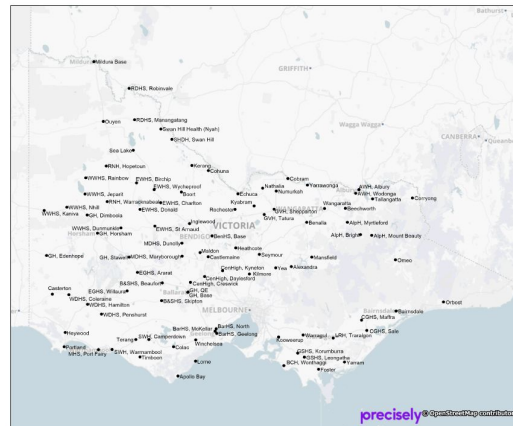 Bathurst
Mildura Mildura Base
GRIFFITH
RDHS, Robinvale
Ouyen
RDHS, Manangatang
Swan Hill Health (Nyah)
Wagga Wagga
SHDH, Swan Hill
CANBERRA
Sea Lake
RNH, Hopetoun
Kerang
Cohuna
WWHS, Rainbow
EWHS, Birchip
EWHS, Wycheproof
Boort
Echuca
Nathalia
Cobram
Numurkah
Yarrawonga
Albury
AWH, Albury
AWH, Wodonga
Tallangatta
Corryong
WWHS, Jeparit
RNH, Warracknabeal
EWHS, Charlton
Kyabram
Rochester
WANGARATTA
Wangaratta
Beechworth
WWHS, Nhill
WWHS, Kaniva
GH, Dimboola
EWHS, Donald
GVH, Shepparton
GVH, Tatura
Inglewood
VICTORIA
Benalla
AlpH, Myrtleford
WWHS, Dunmunkle
Horsham
GH, Horsham
EWHS, St Arnaud
BENDIGO
BenHS, Base
AlpH, Bright
AlpH, Mount Beauty
MDHS, Dunolly
Heathcote
GH, Edenhope
GH, Stawell
MDHS, Maryborough
Maldon
Castlemaine
Seymour
Mansfield
Omeo
EGHS, Ararat
CenHigh, Kyneton
Kilmore
Yea
Alexandra
CenHigh, Daylesford
B&SHS, Beaufort
CenHigh, Creswick
Casterton
EGHS, Willaura
Ballarat
GH, QE
GH, Base
WDHS, Coleraine
WDHS, Hamilton
B&SHS, Skipton
Orbost
WDHS, Penshurst
MELBOURNE
Bairnsdale
Bairnsdale
CGHS, Maffra
Heywood
BarHS, McKellar
BarHS, North
Geelong
BarHS, Geelong
CGHS, Sale
Terang
SWH, Camperdown
Winchelsea
Kooweerup
Warragul
LRH, Traralgon
Portland
MHS, Port Fairy
SWH, Warrnambool
Timboon
Colac
GSHS, Korumburra
GSHS, Leongatha
Lorne
BCH, Wonthaggi
Yarram
Foster
Apollo Bay
precisely
© OpenStreetMap contributor